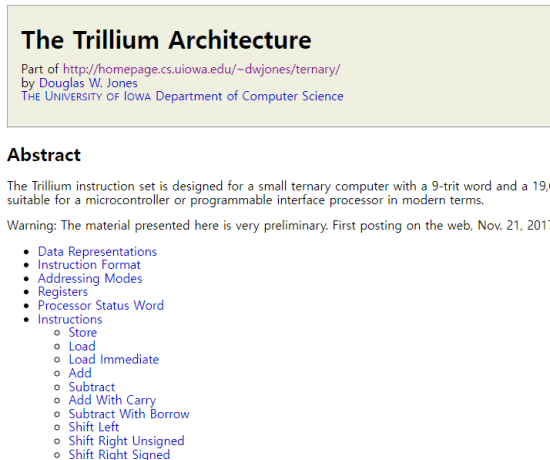 The Trillium Architecture
Part of http://homepage.cs.uiowa.edu/~dwjones/ternary/
by Douglas W. Jones
THE UNIVERSITY OF IOWA Department of Computer Science
Abstract
The Trillium instruction set is designed for a small ternary computer with a 9-trit word and a 19,
suitable for a microcontroller or programmable interface processor in modern terms.
Warning: The material presented here is very preliminary. First posting on the web, Nov. 21, 2017
Data Representations
Instruction Format
Addressing Modes
Registers
Processor Status Word
Instructions
Store
Load
Load Immediate
Add
Subtract
Add With Carry
Subtract With Borrow
Shift Left
Shift Right Unsigned
Shift Right Signed